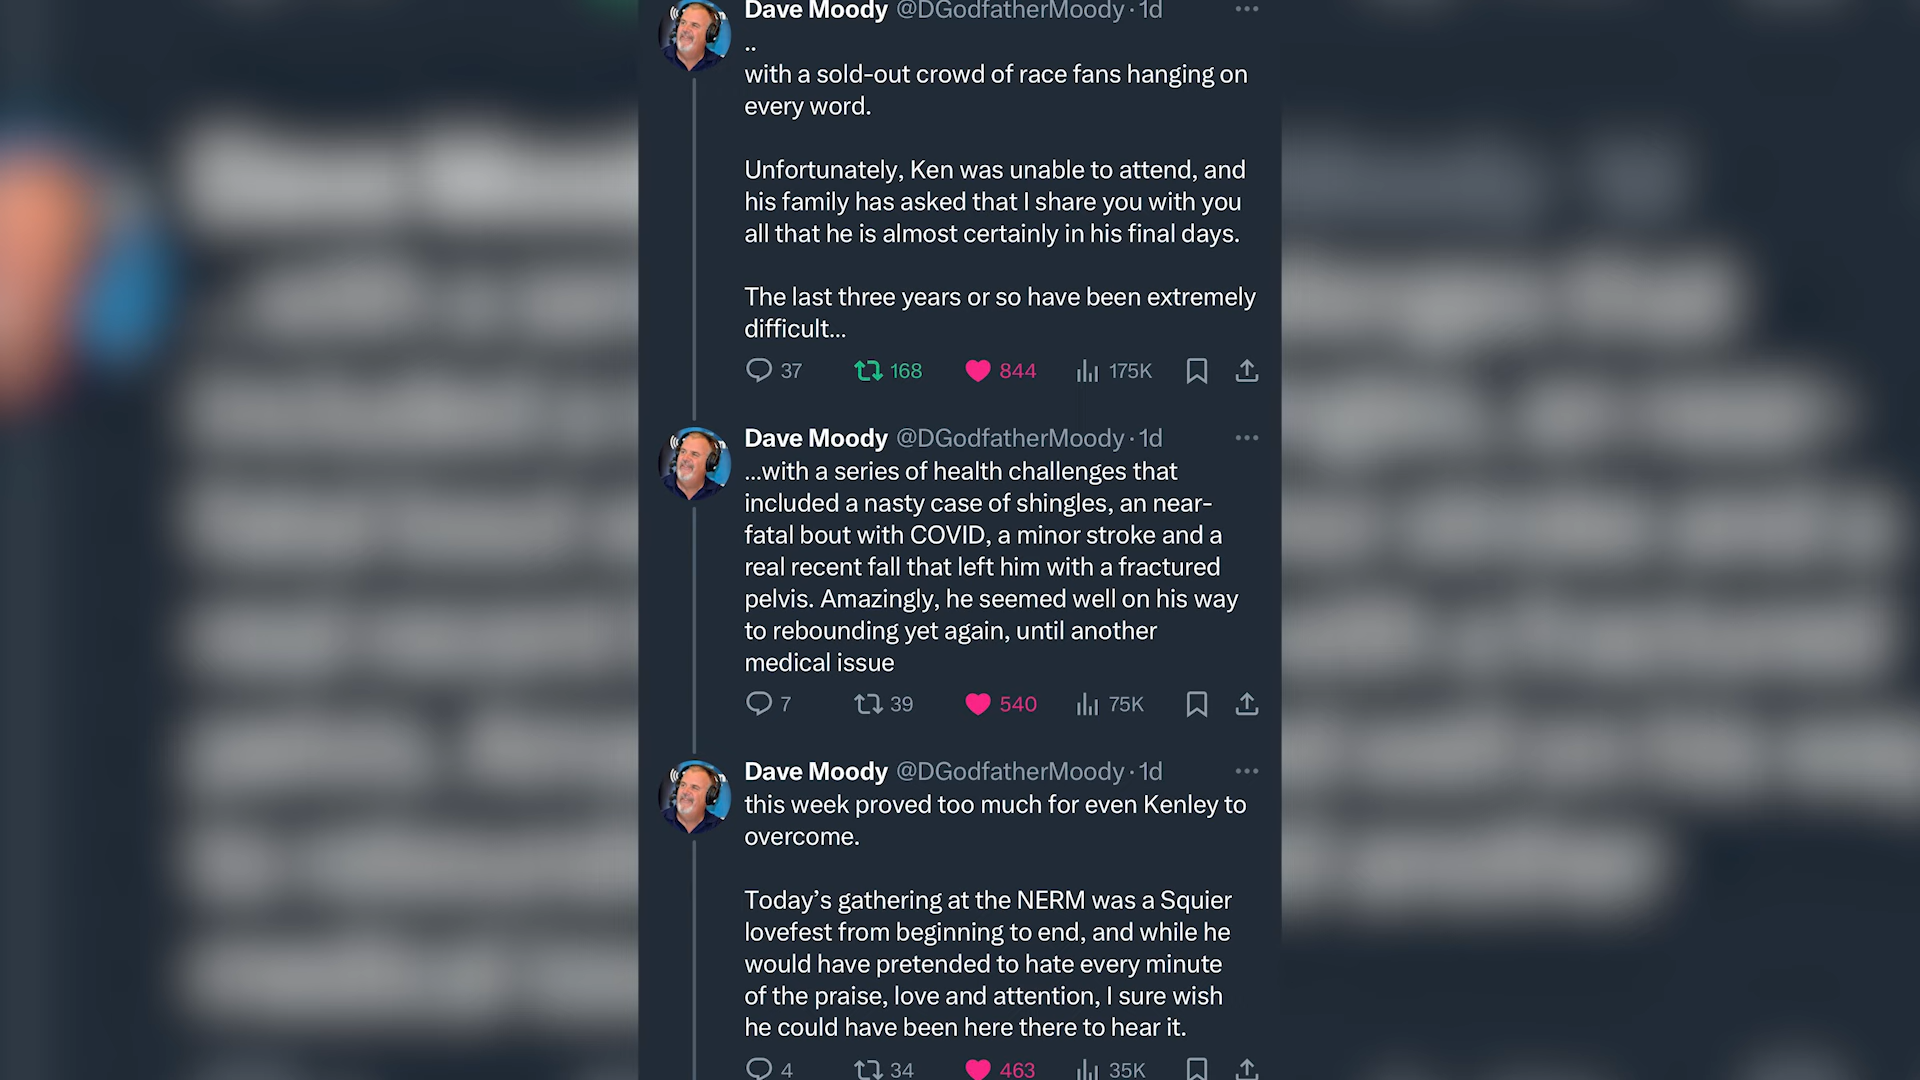 Dave Moody @DGodfatherMoody · 1d
..
with a sold-out crowd of race fans hanging on
every word.
Unfortunately, Ken was unable to attend, and
his family has asked that I share you with you
all that he is almost certainly in his final days.
The last three years or so have been extremely
difficult...
37 168 844 175K
Dave Moody @DGodfatherMoody · 1d
...with a series of health challenges that
included a nasty case of shingles, an near-
fatal bout with COVID, a minor stroke and a
real recent fall that left him with a fractured
pelvis. Amazingly, he seemed well on his way
to rebounding yet again, until another
medical issue
7 39 540 75K
Dave Moody @DGodfatherMoody · 1d
this week proved too much for even Kenley to
overcome.
Today’s gathering at the NERM was a Squier
lovefest from beginning to end, and while he
would have pretended to hate every minute
of the praise, love and attention, I sure wish
he could have been here there to hear it.
4 34 463 35K